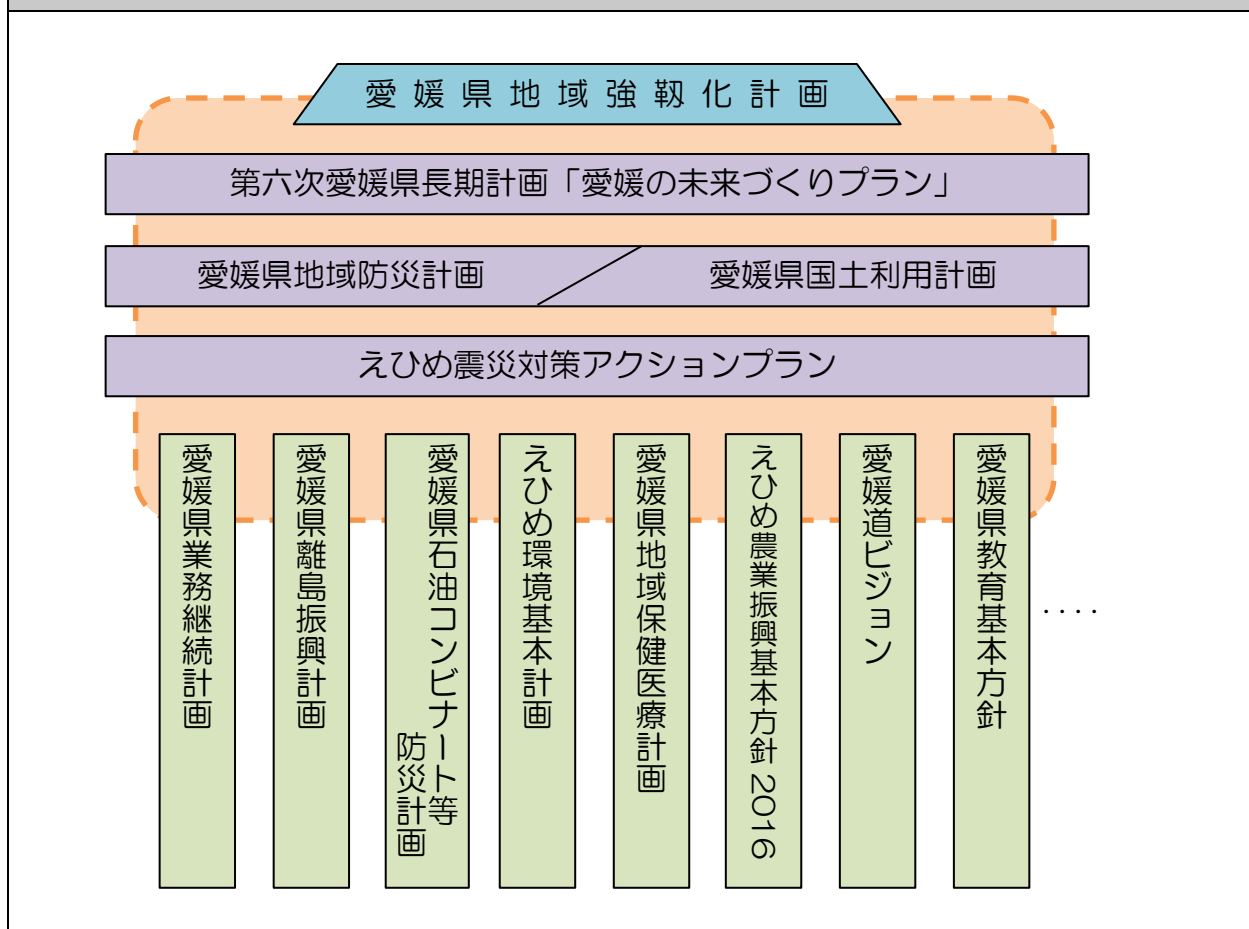 愛媛県地域強靱化計画
第六次愛媛県長期計画「愛媛の未来づくりプラン」
愛媛県地域防災計画
愛媛県国土利用計画
えひめ震災対策アクションプラン
愛媛県業務継続計画
愛媛県離島振興計画
愛媛県石油コンビナート等
防災計画
えひめ環境基本計画
愛媛県地域保健医療計画
えひめ農業振興基本方針 2016
愛媛道ビジョン
愛媛県教育基本方針
‥‥